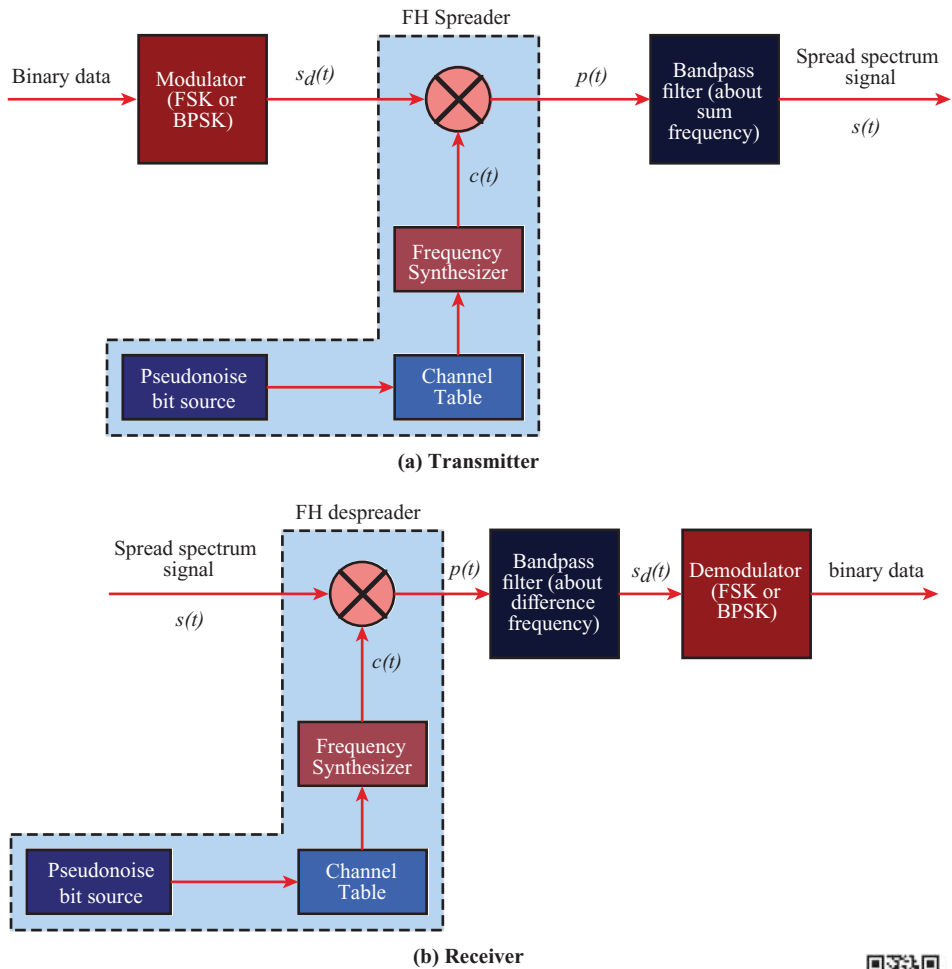 FH Spreader
Binary data
Modulator
(FSK or
BPSK)
s_d(t)
p(t)
Bandpass
filter (about
sum
frequency)
Spread spectrum
signal
s(t)
c(t)
Frequency
Synthesizer
Pseudonoise
bit source
Channel
Table
(a) Transmitter
FH despreader
Spread spectrum
signal
s(t)
p(t)
Bandpass
filter (about
difference
frequency)
s_d(t)
Demodulator
(FSK or
BPSK)
binary data
c(t)
Frequency
Synthesizer
Pseudonoise
bit source
Channel
Table
(b) Receiver